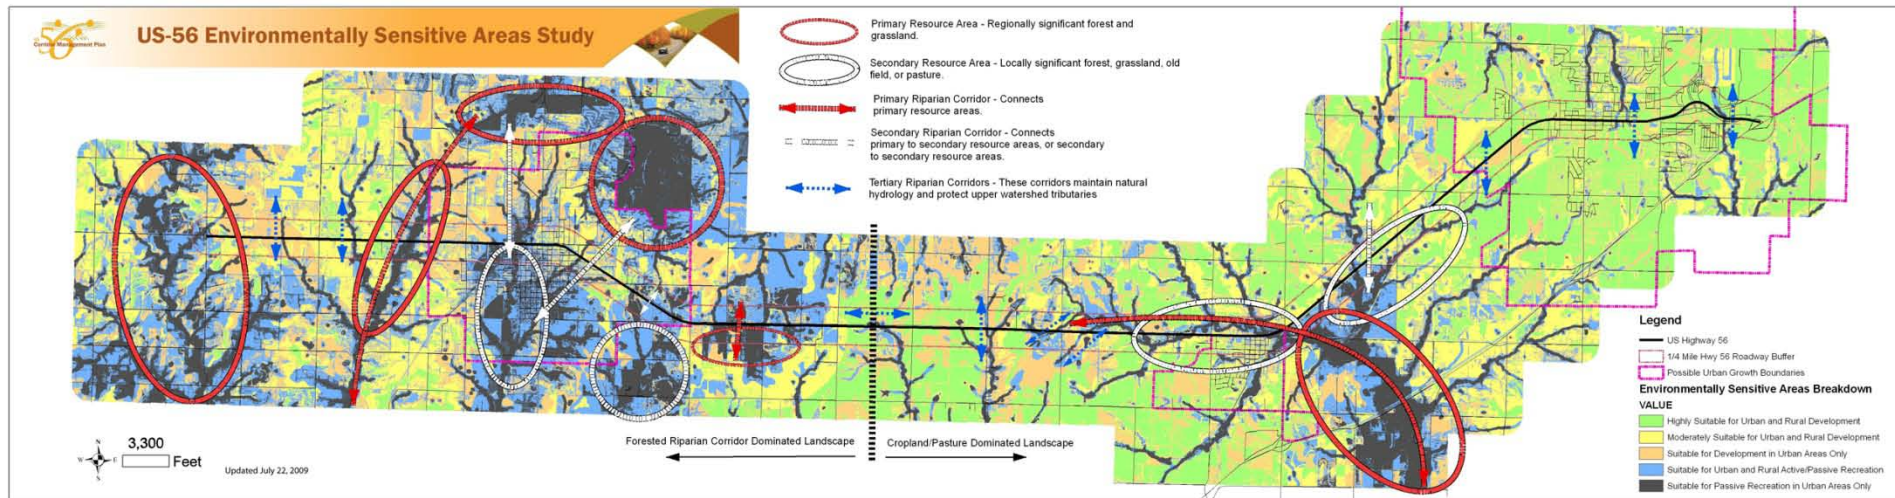 56
Corridor Management Plan
US-56 Environmentally Sensitive Areas Study
Primary Resource Area - Regionally significant forest and
grassland.
Secondary Resource Area - Locally significant forest, grassland, old
field, or pasture.
Primary Riparian Corridor - Connects
primary resource areas.
Secondary Riparian Corridor - Connects
primary to secondary resource areas, or secondary
to secondary resource areas.
Tertiary Riparian Corridors - These corridors maintain natural
hydrology and protect upper watershed tributaries
Legend
US Highway 56
1/4 Mile Hwy 56 Roadway Buffer
Possible Urban Growth Boundaries
Environmentally Sensitive Areas Breakdown
VALUE
Highly Suitable for Urban and Rural Development
Moderately Suitable for Urban and Rural Development
Suitable for Development in Urban Areas Only
Suitable for Urban and Rural Active/Passive Recreation
Suitable for Passive Recreation in Urban Areas Only
Forested Riparian Corridor Dominated Landscape
Cropland/Pasture Dominated Landscape
N
W E
S
3,300
Feet
Updated July 22, 2009